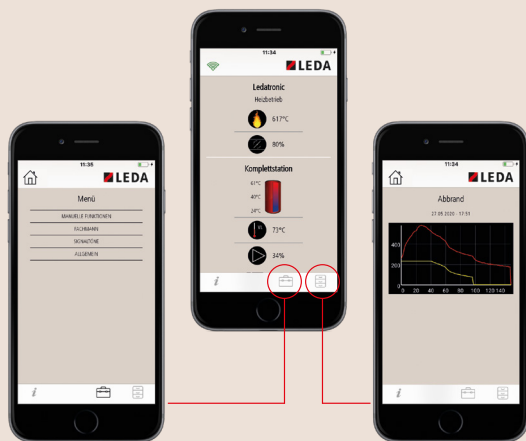 11:35
LEDA
Menü
MANUELLE FUNKTIONEN
FACHMANN
SIGNALTÖNE
ALLGEMEIN
11:34
LEDA
Ledatronic
Heizbetrieb
617°C
80%
Komplettstation
61°C
40°C
24°C
73°C
34%
11:34
LEDA
Abbrand
27.05.2020 - 17:51
400
200
0
0 20 40 60 80 100 120 140